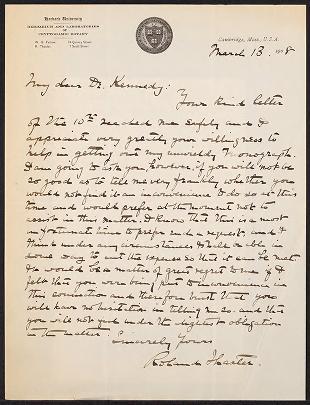 Harvard University
HERBARIUM AND LABORATORIES
OF
CRYPTOGAMIC BOTANY
W. G. Farlow
R. Thaxter
Cambridge, Mass., U.S.A.
March 13. 1918
My dear Dr. Kennedy:
Your kind letter
of the 10th reached me safely and I
appreciate very greatly your willingness to
help in getting out my unwieldy Monograph.
I am going to ask you, however, if you will not be
so good as to tell me very frankly whether you
would not find it an inconvenience to do so at this
time and would prefer at the moment not to
assist in this matter. I know that this is a most
unfortunate time to prefer such a request, and I
think under any circumstances I shall be able in
some way to meet the expense so that it can be met
It would be a matter of great regret to me if I
felt that you were being put to inconvenience in
this connection and therefore trust that you
will have no hesitation in telling me so. and that
you will not feel under the slightest obligation
in the matter.
Sincerely Yours
Roland Thaxter.